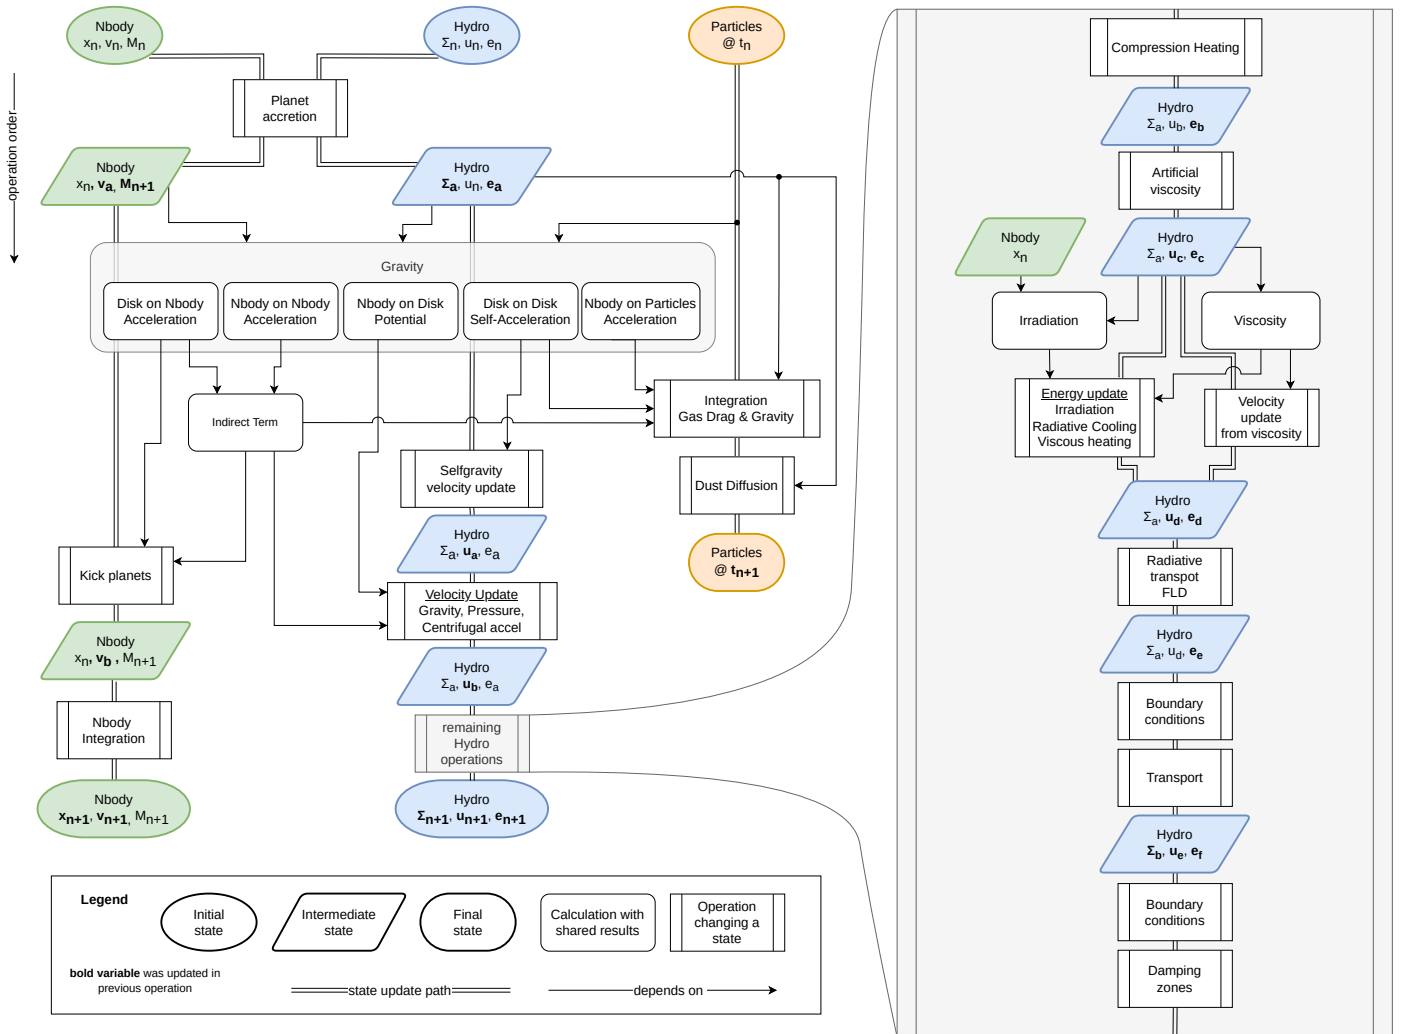 Nbody
xn, vn, Mn
Hydro
Σn, un, en
Particles
@ tn
operation order
Planet
accretion
Nbody
xn, va, Mn+1
Hydro
Σa, un, ea
Gravity
Disk on Nbody
Acceleration
Nbody on Nbody
Acceleration
Nbody on Disk
Potential
Disk on Disk
Self-Acceleration
Nbody on Particles
Acceleration
Indirect Term
Integration
Gas Drag & Gravity
Selfgravity
velocity update
Dust Diffusion
Hydro
Σa, ua, ea
Particles
@ tn+1
Kick planets
Velocity Update
Gravity, Pressure,
Centrifugal accel
Nbody
xn, vb , Mn+1
Hydro
Σa, ub, ea
Nbody
Integration
remaining
Hydro
operations
Nbody
xn+1, vn+1, Mn+1
Hydro
Σn+1, un+1, en+1
Legend
Initial
state
Intermediate
state
Final
state
Calculation with
shared results
Operation
changing a
state
bold variable was updated in
previous operation
state update path
depends on
Compression Heating
Hydro
Σa, ub, eb
Artificial
viscosity
Nbody
xn
Hydro
Σa, uc, ec
Irradiation
Viscosity
Energy update
Irradiation
Radiative Cooling
Viscous heating
Velocity
update
from viscosity
Hydro
Σa, ud, ed
Radiative
transpot
FLD
Hydro
Σa, ud, ee
Boundary
conditions
Transport
Hydro
Σb, ue, ef
Boundary
conditions
Damping
zones